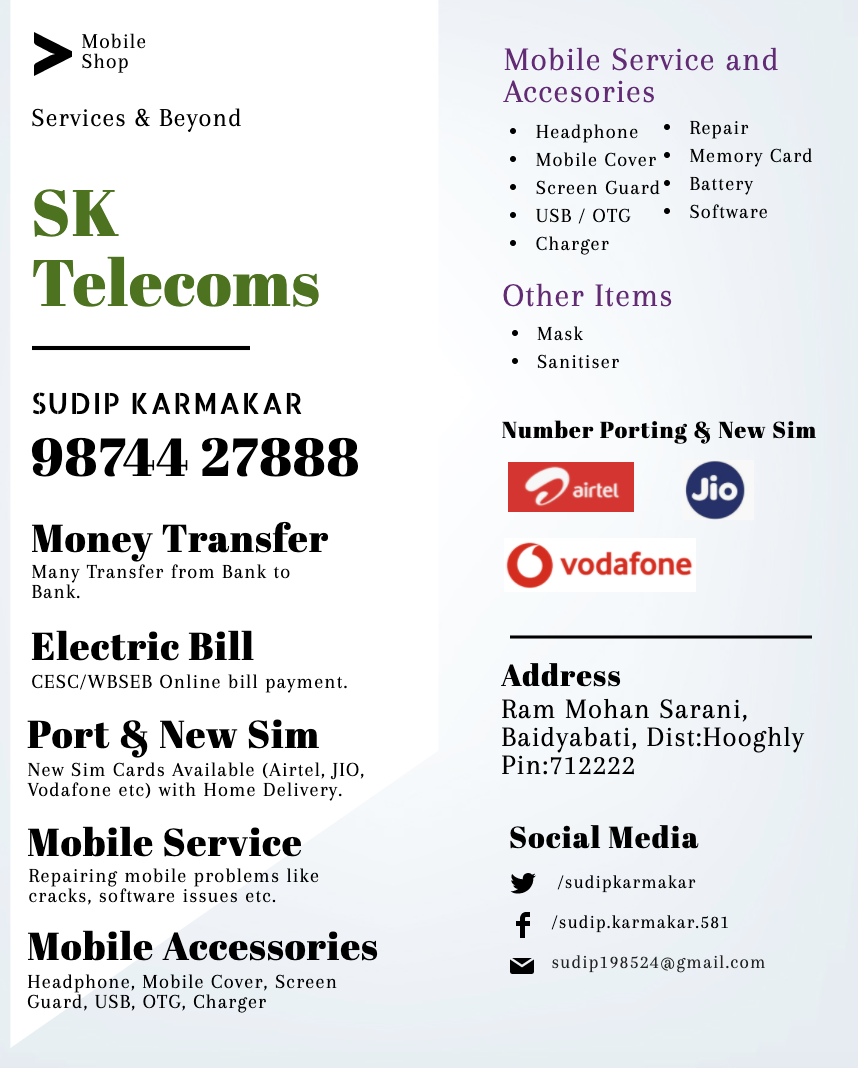 Mobile
Shop
Services & Beyond
SK
Telecoms
SUDIP KARMAKAR
98744 27888
Money Transfer
Many Transfer from Bank to
Bank.
Electric Bill
CESC/WBSEB Online bill payment.
Port & New Sim
New Sim Cards Available (Airtel, JIO,
Vodafone etc) with Home Delivery.
Mobile Service
Repairing mobile problems like
cracks, software issues etc.
Mobile Accessories
Headphone, Mobile Cover, Screen
Guard, USB, OTG, Charger
Mobile Service and
Accesories
• Headphone
• Mobile Cover
• Screen Guard
• USB / OTG
• Charger
• Repair
• Memory Card
• Battery
• Software
Other Items
• Mask
• Sanitiser
Number Porting & New Sim
airtel
Jio
vodafone
Address
Ram Mohan Sarani,
Baidyabati, Dist:Hooghly
Pin:712222
Social Media
/sudipkarmakar
/sudip.karmakar.581
sudip198524@gmail.com